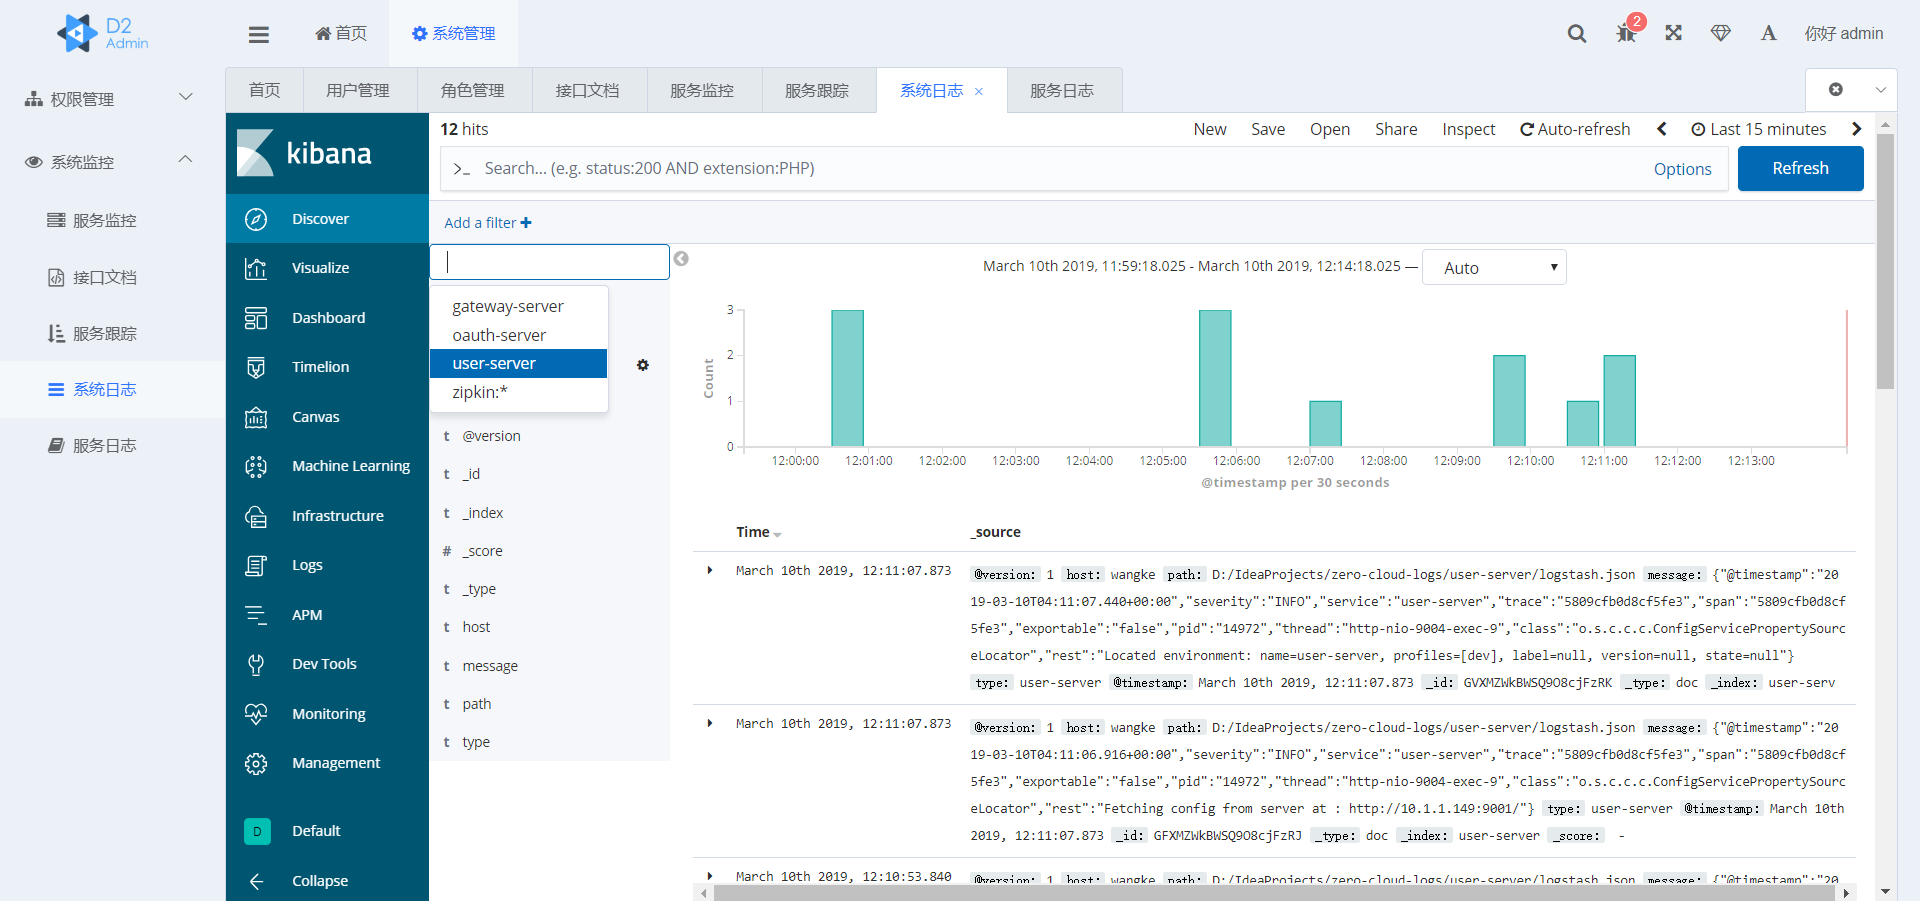 D2
Admin
首页
系统管理
2
你好 admin
权限管理
系统监控
服务监控
接口文档
服务跟踪
系统日志
服务日志
首页
用户管理
角色管理
接口文档
服务监控
服务跟踪
系统日志 ×
服务日志
kibana
Discover
Visualize
Dashboard
Timelion
Canvas
Machine Learning
Infrastructure
Logs
APM
Dev Tools
Monitoring
Management
D Default
Collapse
12 hits
New Save Open Share Inspect Auto-refresh Last 15 minutes
>_ Search... (e.g. status:200 AND extension:PHP)
Options
Refresh
Add a filter
gateway-server
oauth-server
user-server
zipkin:*
t @version
t _id
t _index
# _score
t _type
t host
t message
t path
t type
March 10th 2019, 11:59:18.025 - March 10th 2019, 12:14:18.025 — Auto
Count
3
2
1
0
12:00:00 12:01:00 12:02:00 12:03:00 12:04:00 12:05:00 12:06:00 12:07:00 12:08:00 12:09:00 12:10:00 12:11:00 12:12:00 12:13:00
@timestamp per 30 seconds
Time _source
March 10th 2019, 12:11:07.873
@version: 1 host: wangke path: D:/IdeaProjects/zero-cloud-logs/user-server/logstash.json message: {"@timestamp":"20
19-03-10T04:11:07.440+00:00","severity":"INFO","service":"user-server","trace":"5809cfb0d8cf5fe3","span":"5809cfb0d8cf
5fe3","exportable":"false","pid":"14972","thread":"http-nio-9004-exec-9","class":"o.s.c.c.c.ConfigServicePropertySourc
eLocator","rest":"Located environment: name=user-server, profiles=[dev], label=null, version=null, state=null"}
type: user-server @timestamp: March 10th 2019, 12:11:07.873 _id: GVXMZWkBWSQ9O8cjFzRK _type: doc _index: user-serv
March 10th 2019, 12:11:07.873
@version: 1 host: wangke path: D:/IdeaProjects/zero-cloud-logs/user-server/logstash.json message: {"@timestamp":"20
19-03-10T04:11:06.916+00:00","severity":"INFO","service":"user-server","trace":"5809cfb0d8cf5fe3","span":"5809cfb0d8cf
5fe3","exportable":"false","pid":"14972","thread":"http-nio-9004-exec-9","class":"o.s.c.c.c.ConfigServicePropertySourc
eLocator","rest":"Fetching config from server at : http://10.1.1.149:9001/"} type: user-server @timestamp: March 10th
2019, 12:11:07.873 _id: GFXMZWkBWSQ9O8cjFzRJ _type: doc _index: user-server _score: -
March 10th 2019, 12:10:53.840
@version: 1 host: wangke path: D:/IdeaProjects/zero-cloud-logs/user-server/logstash.json message: {"@timestamp":"20